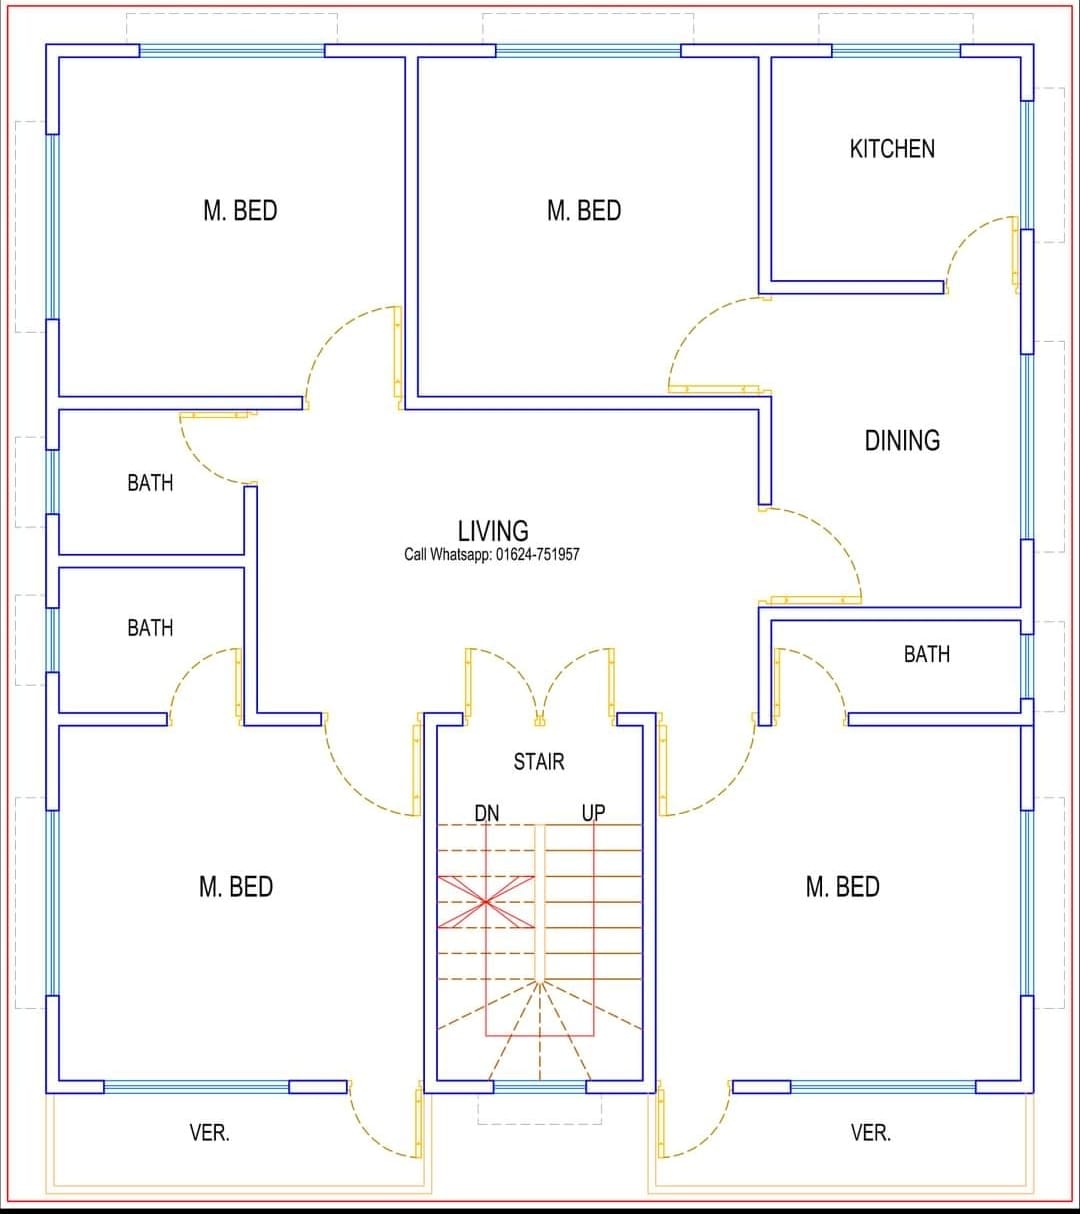 KITCHEN
M. BED
M. BED
DINING
BATH
LIVING
Call Whatsapp: 01624-751957
BATH
BATH
STAIR
DN
UP
M. BED
M. BED
VER.
VER.